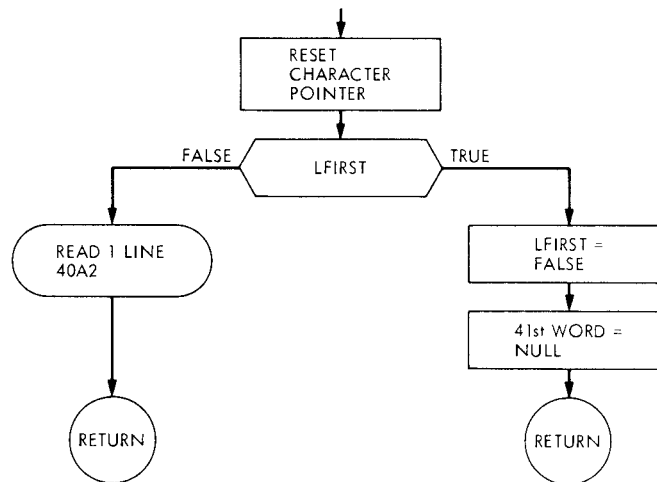 RESET
CHARACTER
POINTER
FALSE
LFIRST
TRUE
READ 1 LINE
40A2
LFIRST =
FALSE
41st WORD =
NULL
RETURN
RETURN